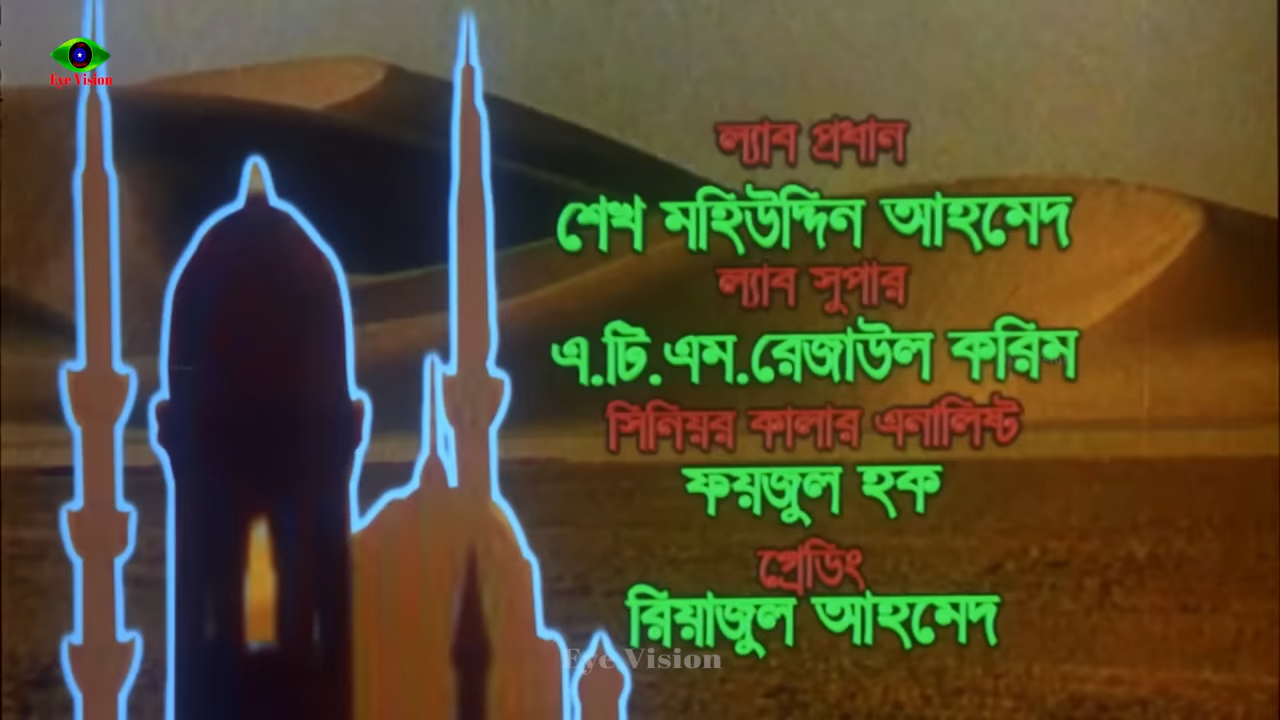 Eye Vision
ল্যাব প্রধান
শেখ মহিউদ্দিন আহমেদ
ল্যাব সুপার
এ.টি.এম.রেজাউল করিম
সিনিয়র কালার এনালিষ্ট
ফয়জুল হক
গ্রেডিং
রিয়াজুল আহমেদ
Eye Vision